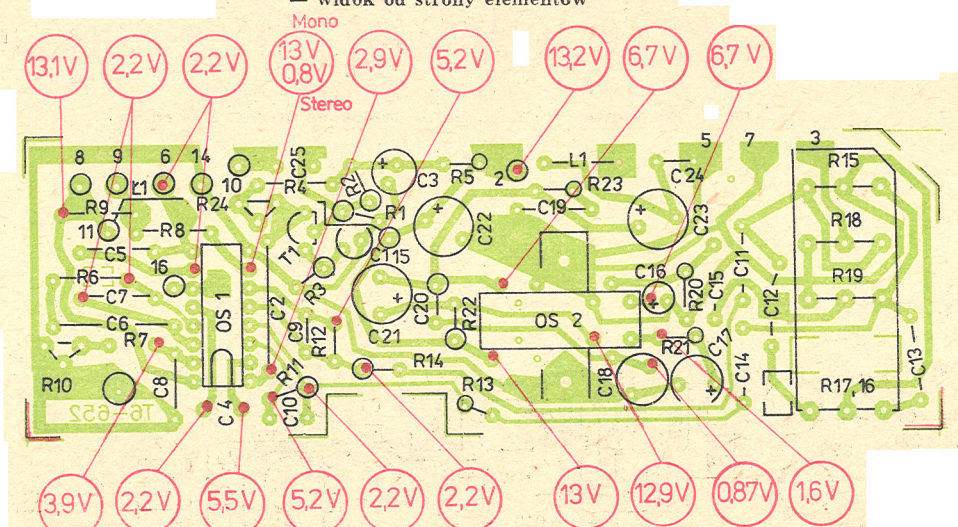 — widok od strony elementów
Mono
13,1V 2,2V 2,2V 13V 0,8V 2,9V 5,2V 13,2V 6,7V 6,7V
Stereo
5 7 3
8 9 6 14 10 C25 C3 R5 2 L1 C24 R15
Ł1 R4 R2 R23
R9 R24 R1 C19 R18
11 R8 C22 C23
C5 T1 C115 C11
R6 16 C16 R19
C7 R3 C20 R20 C15 C12
C6 OS 1 C2 C9 R12 C21 R22 OS 2
R7 R21 C17
R11 R14 C14 C13
R10 C8 C10 R13 C18 R17,16
T6-652 C4
3,9V 2,2V 5,5V 5,2V 2,2V 2,2V 13V 12,9V 0,87V 1,6V